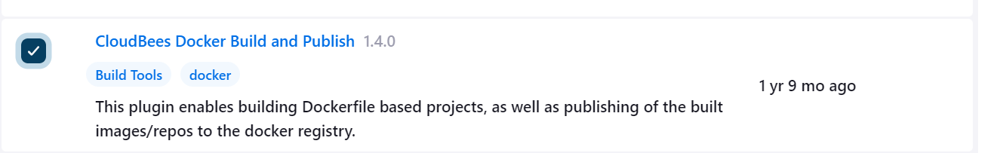 CloudBees Docker Build and Publish 1.4.0
Build Tools docker
1 yr 9 mo ago
This plugin enables building Dockerfile based projects, as well as publishing of the built
images/repos to the docker registry.